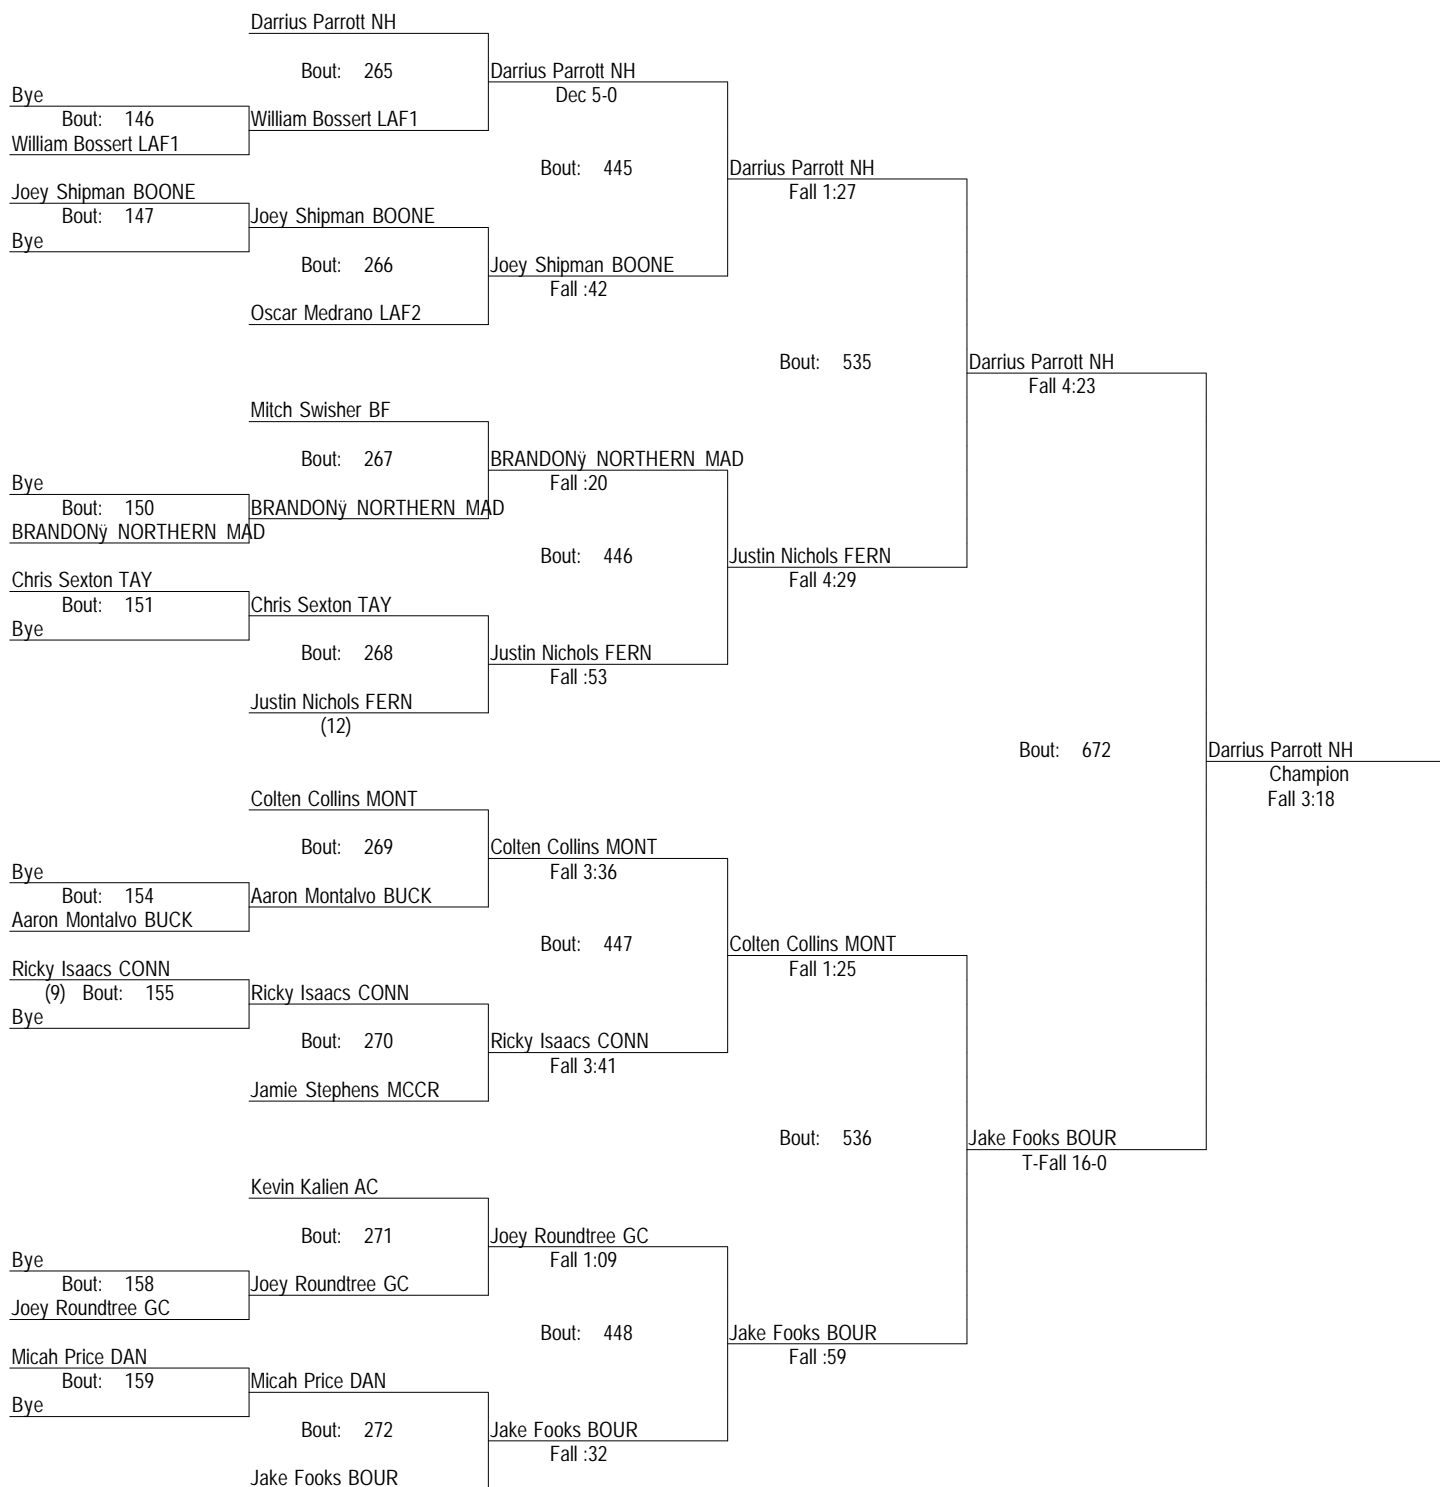 Darrius Parrott NH
Bout: 265
Darrius Parrott NH
Bye
Dec 5-0
Bout: 146
William Bossert LAF1
William Bossert LAF1
Bout: 445
Darrius Parrott NH
Joey Shipman BOONE
Fall 1:27
Bout: 147
Joey Shipman BOONE
Bye
Bout: 266
Joey Shipman BOONE
Fall :42
Oscar Medrano LAF2
Bout: 535
Darrius Parrott NH
Fall 4:23
Mitch Swisher BF
Bout: 267
BRANDONÿ NORTHERN MAD
Bye
Fall :20
Bout: 150
BRANDONÿ NORTHERN MAD
BRANDONÿ NORTHERN MAD
Bout: 446
Justin Nichols FERN
Chris Sexton TAY
Fall 4:29
Bout: 151
Chris Sexton TAY
Bye
Bout: 268
Justin Nichols FERN
Fall :53
Justin Nichols FERN
(12)
Bout: 672
Darrius Parrott NH
Champion
Fall 3:18
Colten Collins MONT
Bout: 269
Colten Collins MONT
Bye
Fall 3:36
Bout: 154
Aaron Montalvo BUCK
Aaron Montalvo BUCK
Bout: 447
Colten Collins MONT
Ricky Isaacs CONN
Fall 1:25
(9) Bout: 155
Ricky Isaacs CONN
Bye
Bout: 270
Ricky Isaacs CONN
Fall 3:41
Jamie Stephens MCCR
Bout: 536
Jake Fooks BOUR
T-Fall 16-0
Kevin Kalien AC
Bout: 271
Joey Roundtree GC
Bye
Fall 1:09
Bout: 158
Joey Roundtree GC
Joey Roundtree GC
Bout: 448
Jake Fooks BOUR
Micah Price DAN
Fall :59
Bout: 159
Micah Price DAN
Bye
Bout: 272
Jake Fooks BOUR
Fall :32
Jake Fooks BOUR